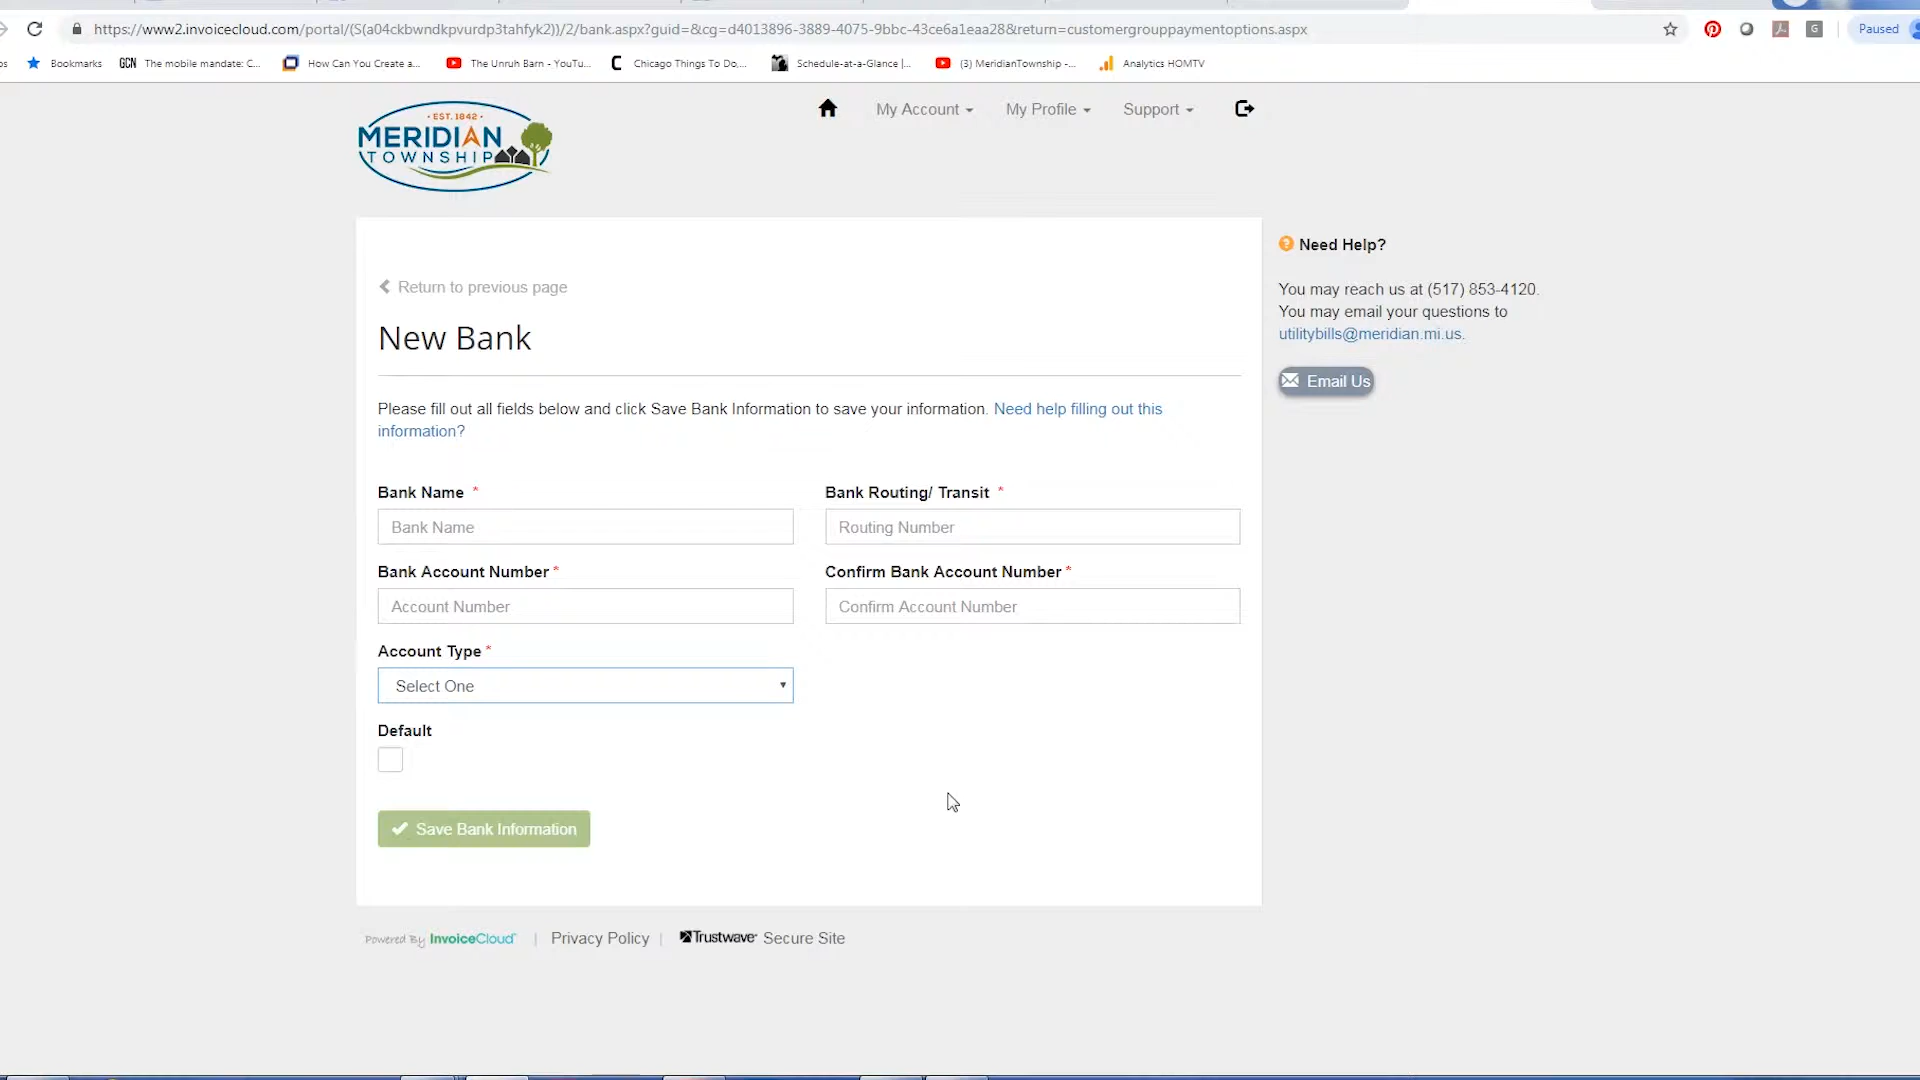 https://www2.invoicecloud.com/portal/(S(a04ckbwndkpvurdp3tahfyk2))/2/bank.aspx?guid=&cg=d4013896-3889-4075-9bbc-43ce6a1eaa28&return=customergrouppaymentoptions.aspx
Paused
Bookmarks
GCN The mobile mandate: C...
How Can You Create a...
The Unruh Barn - YouTu...
Chicago Things To Do,...
Schedule-at-a-Glance |...
(3) MeridianTownship -...
Analytics HOMTV
· EST. 1842 ·
MERIDIAN
TOWNSHIP
My Account
My Profile
Support
Return to previous page
New Bank
Please fill out all fields below and click Save Bank Information to save your information. Need help filling out this
information?
Bank Name *
Bank Name
Bank Routing/ Transit *
Routing Number
Bank Account Number *
Account Number
Confirm Bank Account Number *
Confirm Account Number
Account Type *
Select One
Default
Save Bank Information
Need Help?
You may reach us at (517) 853-4120.
You may email your questions to
utilitybills@meridian.mi.us.
Email Us
Powered By InvoiceCloud | Privacy Policy | Trustwave Secure Site